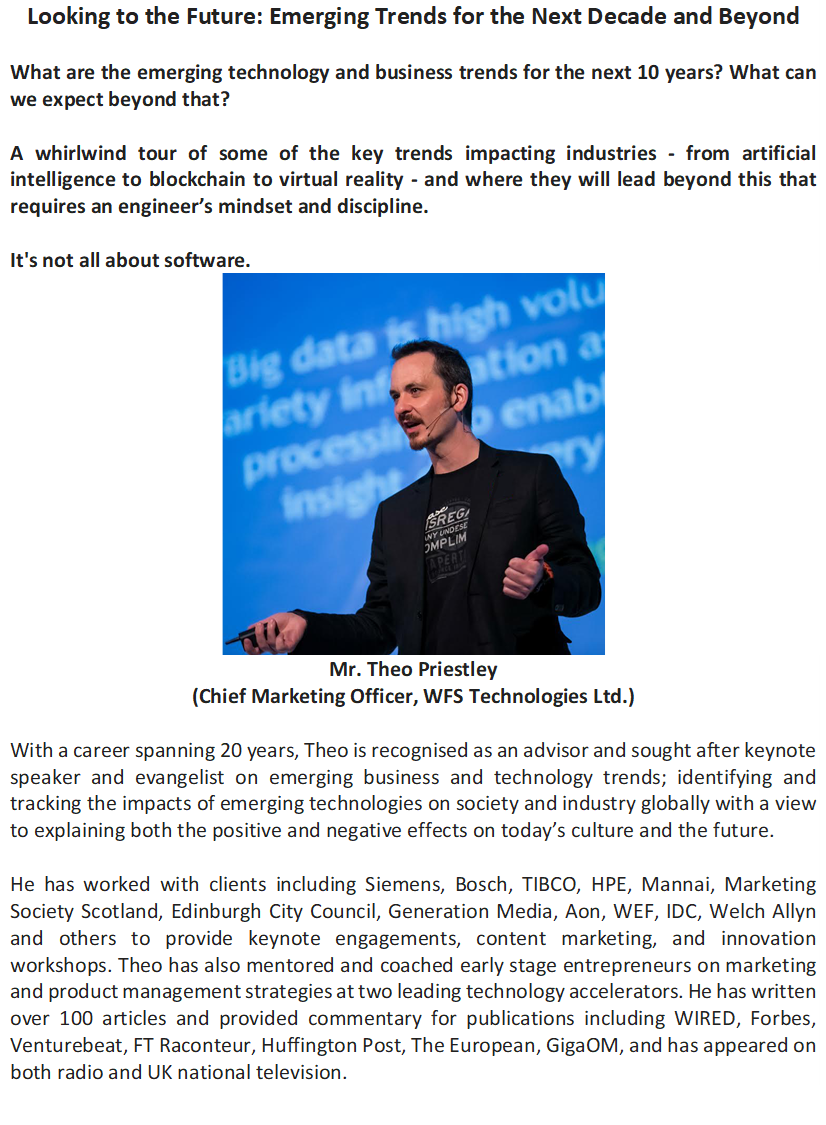 Looking to the Future: Emerging Trends for the Next Decade and Beyond
What are the emerging technology and business trends for the next 10 years? What can
we expect beyond that?
A whirlwind tour of some of the key trends impacting industries - from artificial
intelligence to blockchain to virtual reality - and where they will lead beyond this that
requires an engineer’s mindset and discipline.
It's not all about software.
Big data is high volu
ariety inf ation a
processi o enabl
insight ery
SREGA
ANY UNDESE
OMPLIM
APERT
Mr. Theo Priestley
(Chief Marketing Officer, WFS Technologies Ltd.)
With a career spanning 20 years, Theo is recognised as an advisor and sought after keynote
speaker and evangelist on emerging business and technology trends; identifying and
tracking the impacts of emerging technologies on society and industry globally with a view
to explaining both the positive and negative effects on today’s culture and the future.
He has worked with clients including Siemens, Bosch, TIBCO, HPE, Mannai, Marketing
Society Scotland, Edinburgh City Council, Generation Media, Aon, WEF, IDC, Welch Allyn
and others to provide keynote engagements, content marketing, and innovation
workshops. Theo has also mentored and coached early stage entrepreneurs on marketing
and product management strategies at two leading technology accelerators. He has written
over 100 articles and provided commentary for publications including WIRED, Forbes,
Venturebeat, FT Raconteur, Huffington Post, The European, GigaOM, and has appeared on
both radio and UK national television.